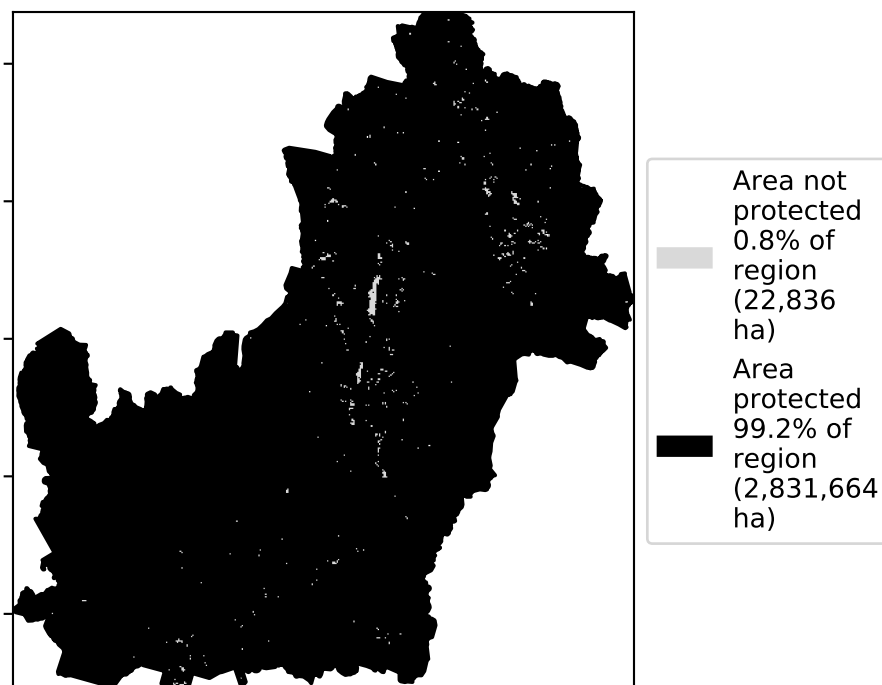 Area not
protected
0.8% of
region
(22,836
ha)
Area
protected
99.2% of
region
(2,831,664
ha)